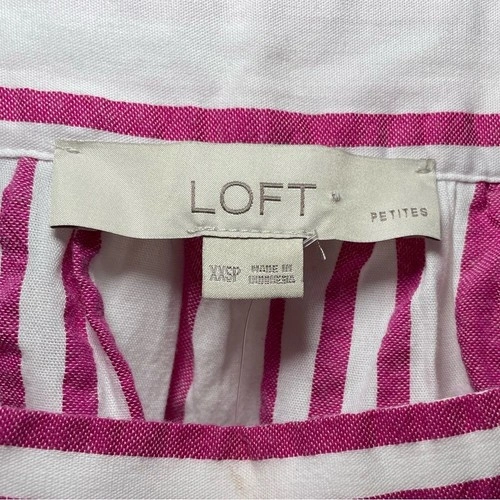 LOFT
PETITES
XXSP
MADE IN
INDONESIA